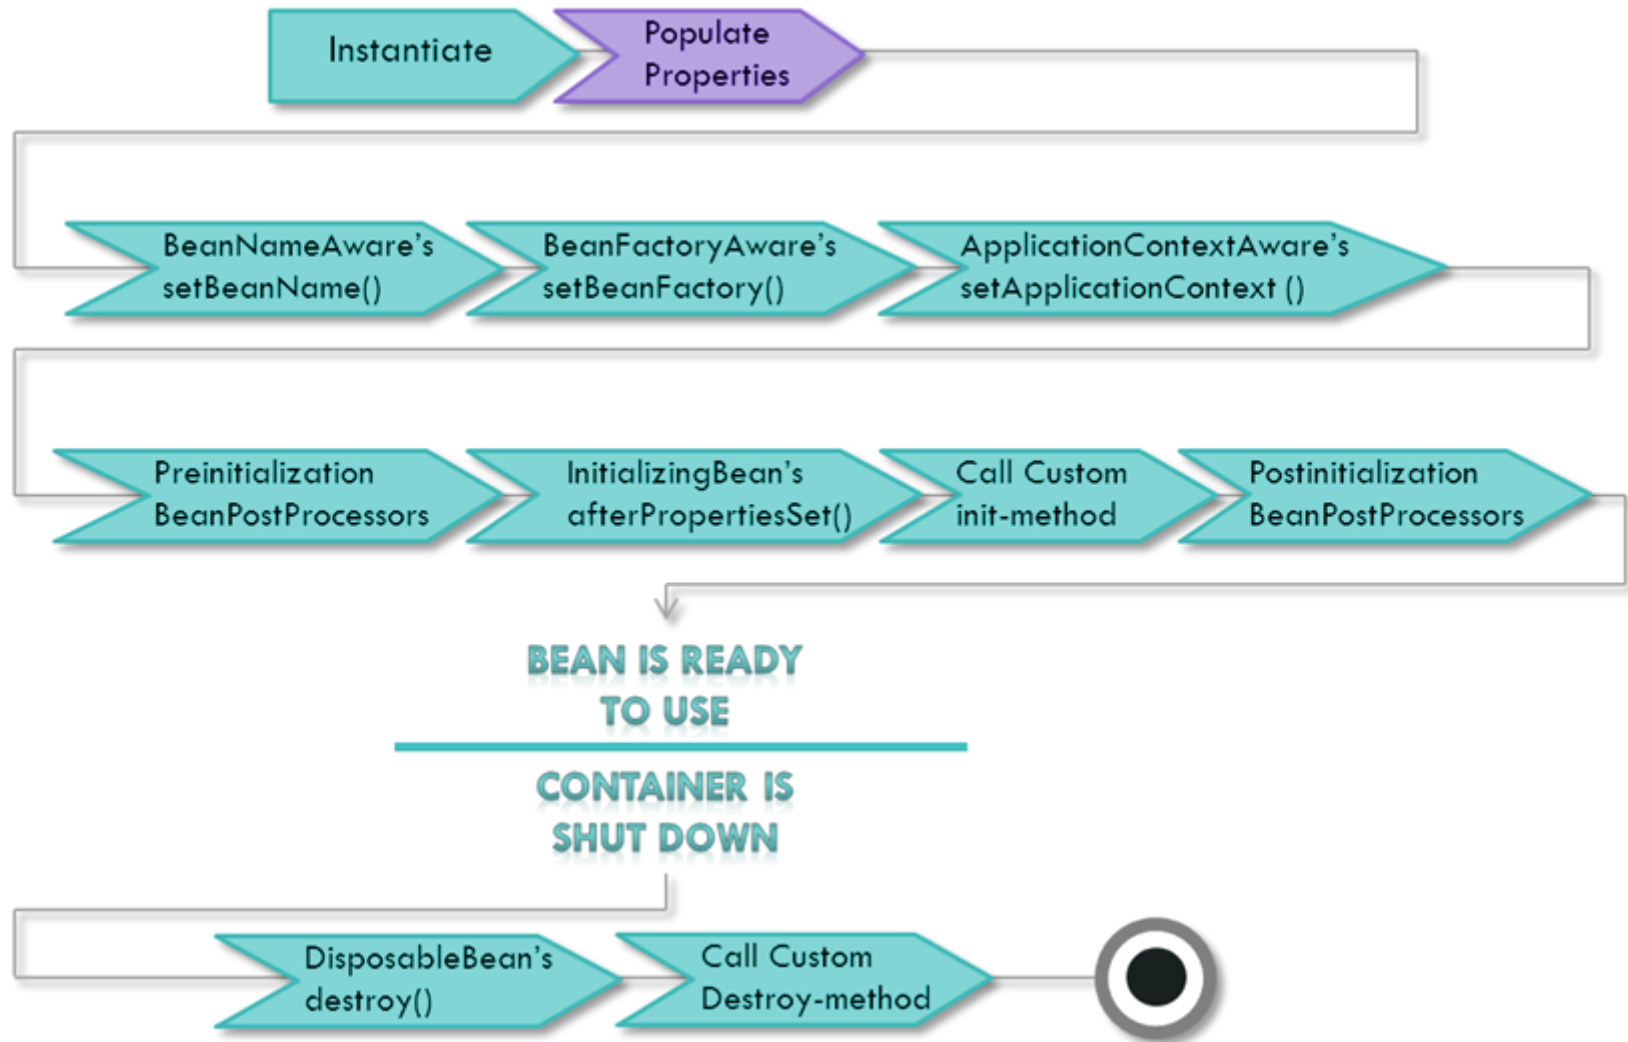 Instantiate
Populate
Properties
BeanNameAware's
setBeanName()
BeanFactoryAware's
setBeanFactory()
ApplicationContextAware's
setApplicationContext ()
Preinitialization
BeanPostProcessors
InitializingBean's
afterPropertiesSet()
Call Custom
init-method
Postinitialization
BeanPostProcessors
BEAN IS READY
TO USE
CONTAINER IS
SHUT DOWN
DisposableBean's
destroy()
Call Custom
Destroy-method